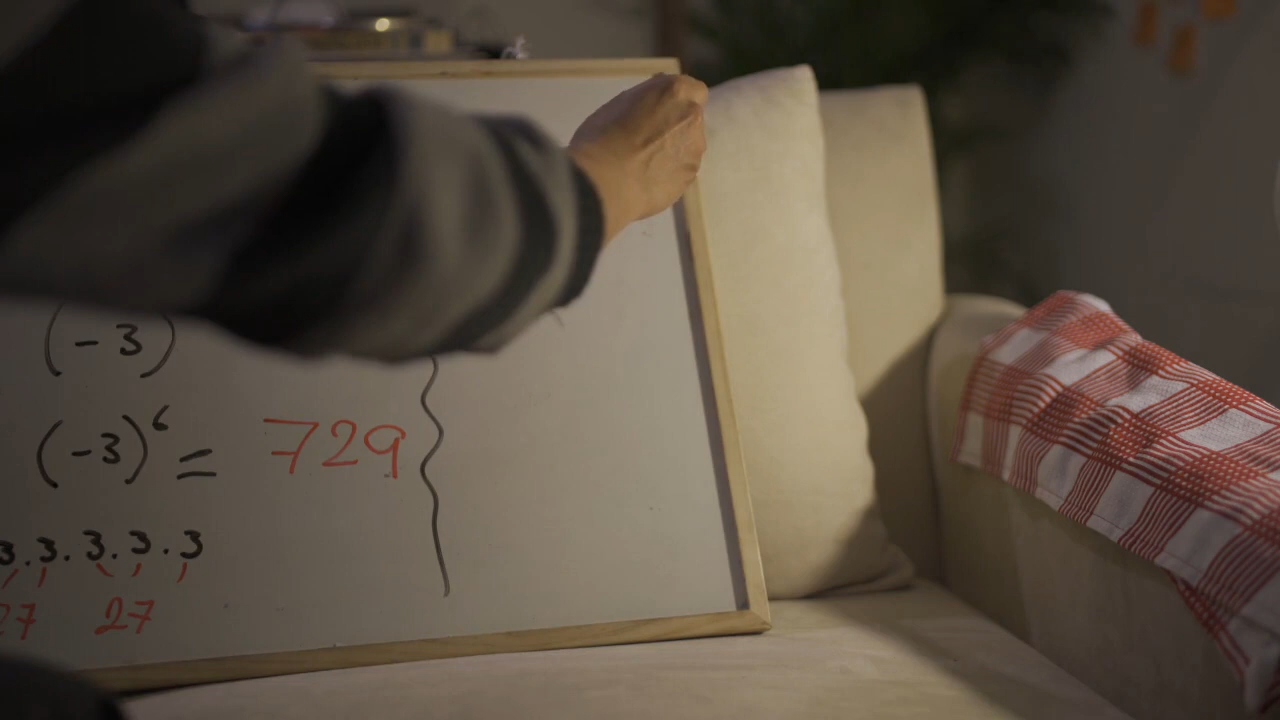 (-3)
(-3)⁶ = 729
3.3.3.3.3
27 27